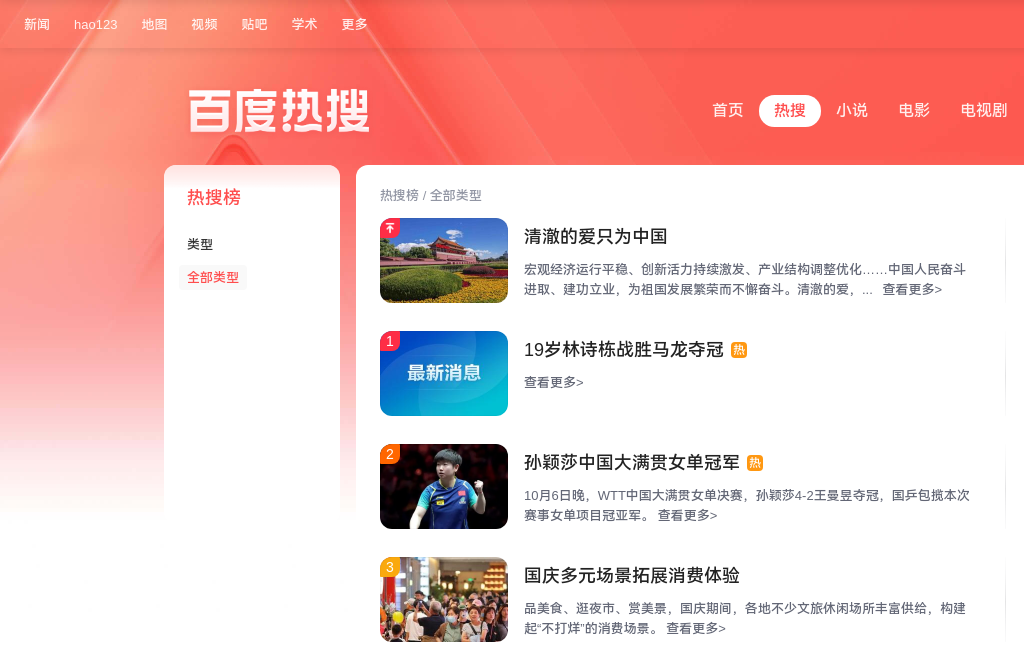 新闻 hao123 地图 视频 贴吧 学术 更多
百度热搜
首页 热搜 小说 电影 电视剧
热搜榜
类型
全部类型
热搜榜 / 全部类型
清澈的爱只为中国
宏观经济运行平稳、创新活力持续激发、产业结构调整优化……中国人民奋斗
进取、建功立业，为祖国发展繁荣而不懈奋斗。清澈的爱，... 查看更多>
1
最新消息
19岁林诗栋战胜马龙夺冠 热
查看更多>
2
孙颖莎中国大满贯女单冠军 热
10月6日晚，WTT中国大满贯女单决赛，孙颖莎4-2王曼昱夺冠，国乒包揽本次
赛事女单项目冠亚军。 查看更多>
3
国庆多元场景拓展消费体验
品美食、逛夜市、赏美景，国庆期间，各地不少文旅休闲场所丰富供给，构建
起“不打烊”的消费场景。 查看更多>